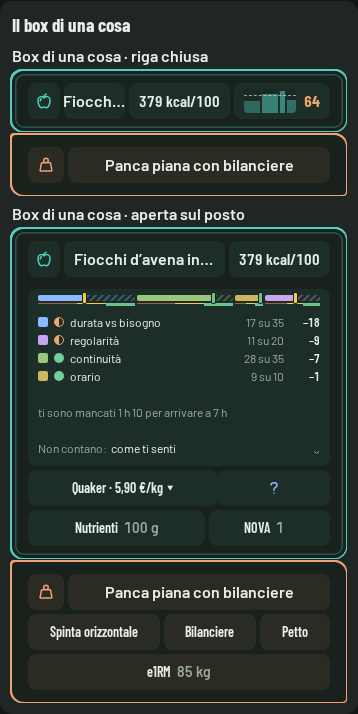 Il box di una cosa
Box di una cosa · riga chiusa
Fiocch... 379 kcal/100 64
Panca piana con bilanciere
Box di una cosa · aperta sul posto
Fiocchi d'avena in... 379 kcal/100
durata vs bisogno 17 su 35 −18
regolarità 11 su 20 −9
continuità 28 su 35 −7
orario 9 su 10 −1
ti sono mancati 1 h 10 per arrivare a 7 h
Non contano: come ti senti
Quaker · 5,90 €/kg ▾ ?
Nutrienti 100 g NOVA 1
Panca piana con bilanciere
Spinta orizzontale Bilanciere Petto
e1RM 85 kg